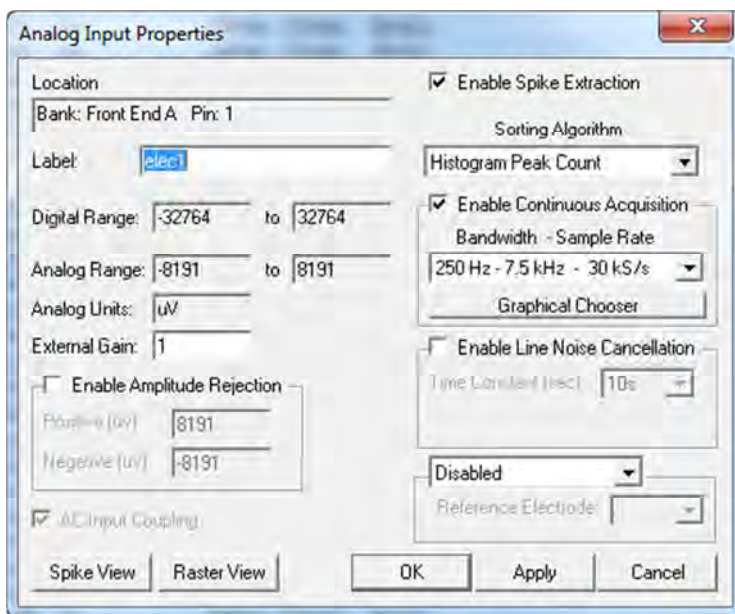 Analog Input Properties
Location
Bank: Front End A Pin: 1
Label: elec1
Digital Range: -32764 to 32764
Analog Range: -8191 to 8191
Analog Units: uV
External Gain: 1
Enable Amplitude Rejection
Positive (uv) 8191
Negative (uv) -8191
AC Input Coupling
Spike View
Raster View
Enable Spike Extraction
Sorting Algorithm
Histogram Peak Count
Enable Continuous Acquisition
Bandwidth - Sample Rate
250 Hz - 7.5 kHz - 30 kS/s
Graphical Chooser
Enable Line Noise Cancellation
Time Constant (sec) 10s
Disabled
Reference Electrode
OK
Apply
Cancel